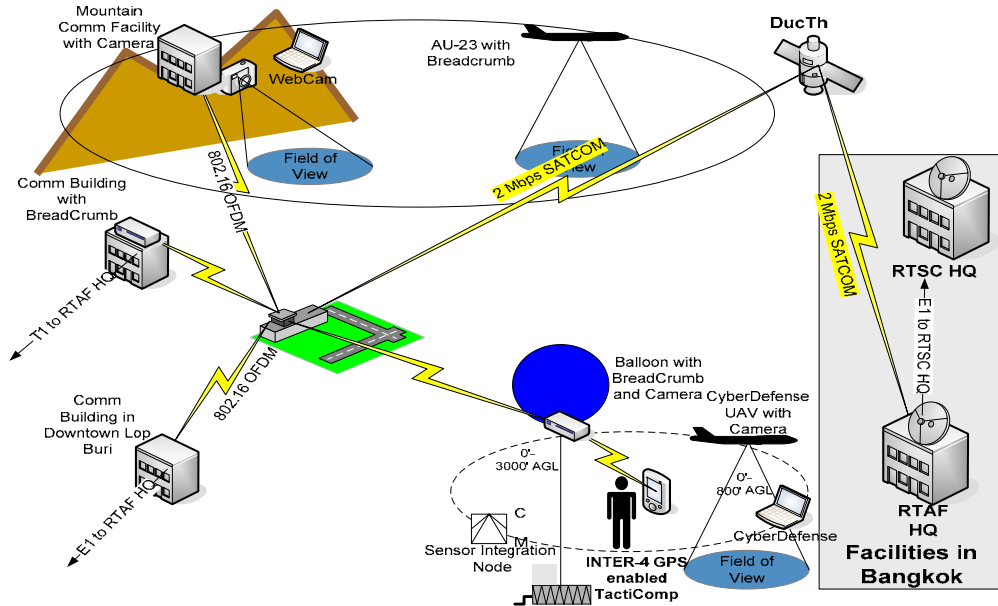 Mountain
Comm Facility
with Camera
WebCam
AU-23 with
Breadcrumb
DucTh
Field of
View
Field of
View
2 Mbps SATCOM
802.16 OFDM
Comm Building
with
BreadCrumb
T1 to RTAF HQ
2 Mbps SATCOM
RTSC HQ
E1 to RTSC HQ
802.16 OFDM
Comm
Building in
Downtown Lop
Buri
E1 to RTAF HQ
Balloon with
BreadCrumb
and Camera
CyberDefense
UAV with
Camera
0'-
3000' AGL
0'-
800' AGL
C
M
Sensor Integration
Node
INTER-4 GPS
enabled
TactiComp
CyberDefense
Field of
View
RTAF
HQ
Facilities in
Bangkok